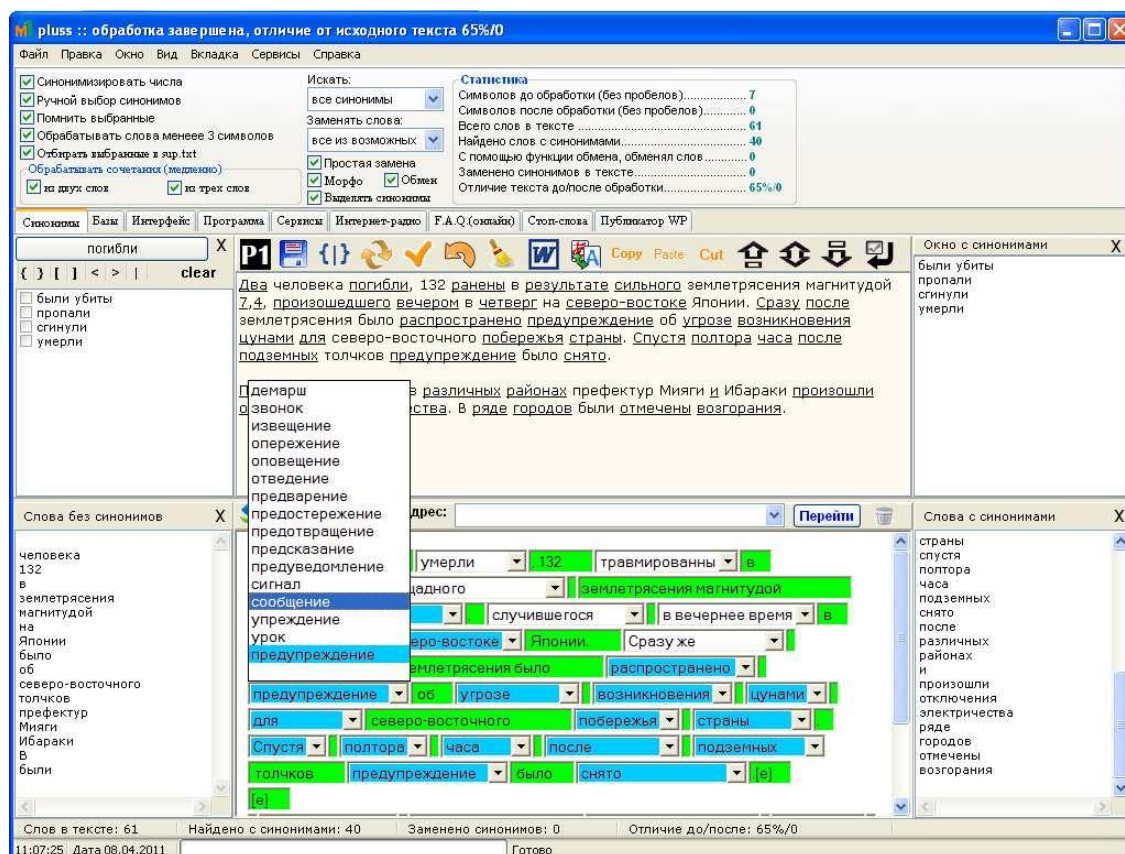 pluss :: обработка завершена, отличие от исходного текста 65%/0
Файл Правка Окно Вид Вкладка Сервисы Справка
Синонимизировать числа
Ручной выбор синонимов
Помнить выбранные
Обрабатывать слова менеее 3 символов
Отбирать выбранные в sup.txt
Обрабатывать сочетания (медленно)
из двух слов из трех слов
Искать:
все синонимы
Заменять слова:
все из возможных
Простая замена
Морфо Обмен
Выделять синонимы
Статистика
Символов до обработки (без пробелов)................. 7
Символов после обработки (без пробелов)........... 0
Всего слов в тексте ............................................. 61
Найдено слов с синонимами................................. 40
С помощью функции обмена, обменял слов........... 0
Заменено синонимов в тексте............................... 0
Отличие текста до/после обработки...................... 65%/0
Синонимы Базы Интерфейс Программа Сервисы Интернет-радио F.A.Q.(онлайн) Стоп-слова Публикатор WP
погибли X
{ } [ ] < > | clear
были убиты
пропали
сгинули
умерли
P1 {|} W A Copy Paste Cut
Два человека погибли, 132 ранены в результате сильного землетрясения магнитудой
7,4, произошедшего вечером в четверг на северо-востоке Японии. Сразу после
землетрясения было распространено предупреждение об угрозе возникновения
цунами для северо-восточного побережья страны. Спустя полтора часа после
подземных толчков предупреждение было снято.
в различных районах префектур Мияги и Ибараки произошли
ства. В ряде городов были отмечены возгорания.
Окно с синонимами X
были убиты
пропали
сгинули
умерли
демарш
звонок
извещение
опережение
оповещение
отведение
предварение
предостережение
предотвращение
предсказание
предуведомление
сигнал
сообщение
упреждение
урок
предупреждение
Слова без синонимов X
человека
132
в
землетрясения
магнитудой
на
Японии
было
об
северо-восточного
толчков
префектур
Мияги
Ибараки
В
были
дрес: Перейти
умерли , 132 травмированны в
щадного землетрясения магнитудой
, случившегося в вечернее время в
еро-востоке Японии. Сразу же
емлетрясения было распространено
предупреждение об угрозе возникновения цунами
для северо-восточного побережья страны .
Спустя полтора часа после подземных
толчков предупреждение было снято .[e]
[e]
Слова с синонимами X
страны
спустя
полтора
часа
подземных
снято
после
различных
районах
и
произошли
отключения
электричества
ряде
городов
отмечены
возгорания
Слов в тексте: 61 Найдено с синонимами: 40 Заменено синонимов: 0 Отличие до/после: 65%/0
11:07:25 Дата 08.04.2011 Готово